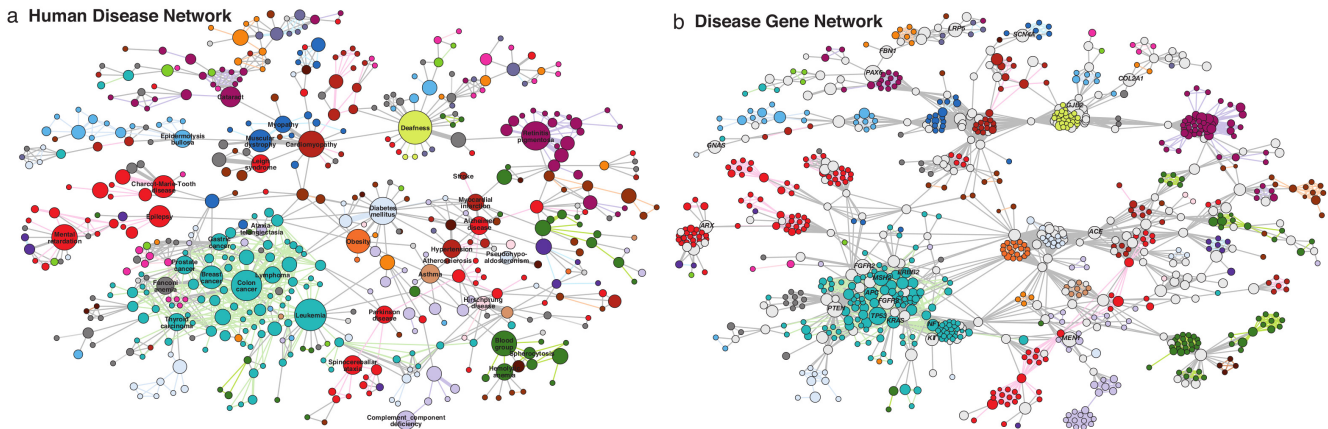 a Human Disease Network
Cataract
Epidermolysis
bullosa
Myopathy
Muscular
dystrophy
Cardiomyopathy
Leigh
syndrome
Deafness
Retinitis
pigmentosa
Charcot-Marie-Tooth
disease
Epilepsy
Mental
retardation
Stroke
Myocardial
infarction
Alzheimer
disease
Diabetes
mellitus
Obesity
Hypertension
Atherosclerosis
Pseudohypo-
aldosteronism
Asthma
Ataxia-
telangiectasia
Gastric
cancer
Prostate
cancer
Breast
cancer
Lymphoma
Colon
cancer
Fanconi
anemia
Thyroid
carcinoma
Leukemia
Hirschprung
disease
Parkinson
disease
Spinocerebellar
ataxia
Blood
group
Spherocytosis
Hemolytic
anemia
Complement_component
deficiency
b Disease Gene Network
FBN1
LRP5
SCN4A
PAX6
COL2A1
GJB2
GNAS
ARX
ACE
FGFR2
ERBB2
MSH2
APC
FGFR3
PTEN
TP53
KRAS
NF1
KIT
MEN1